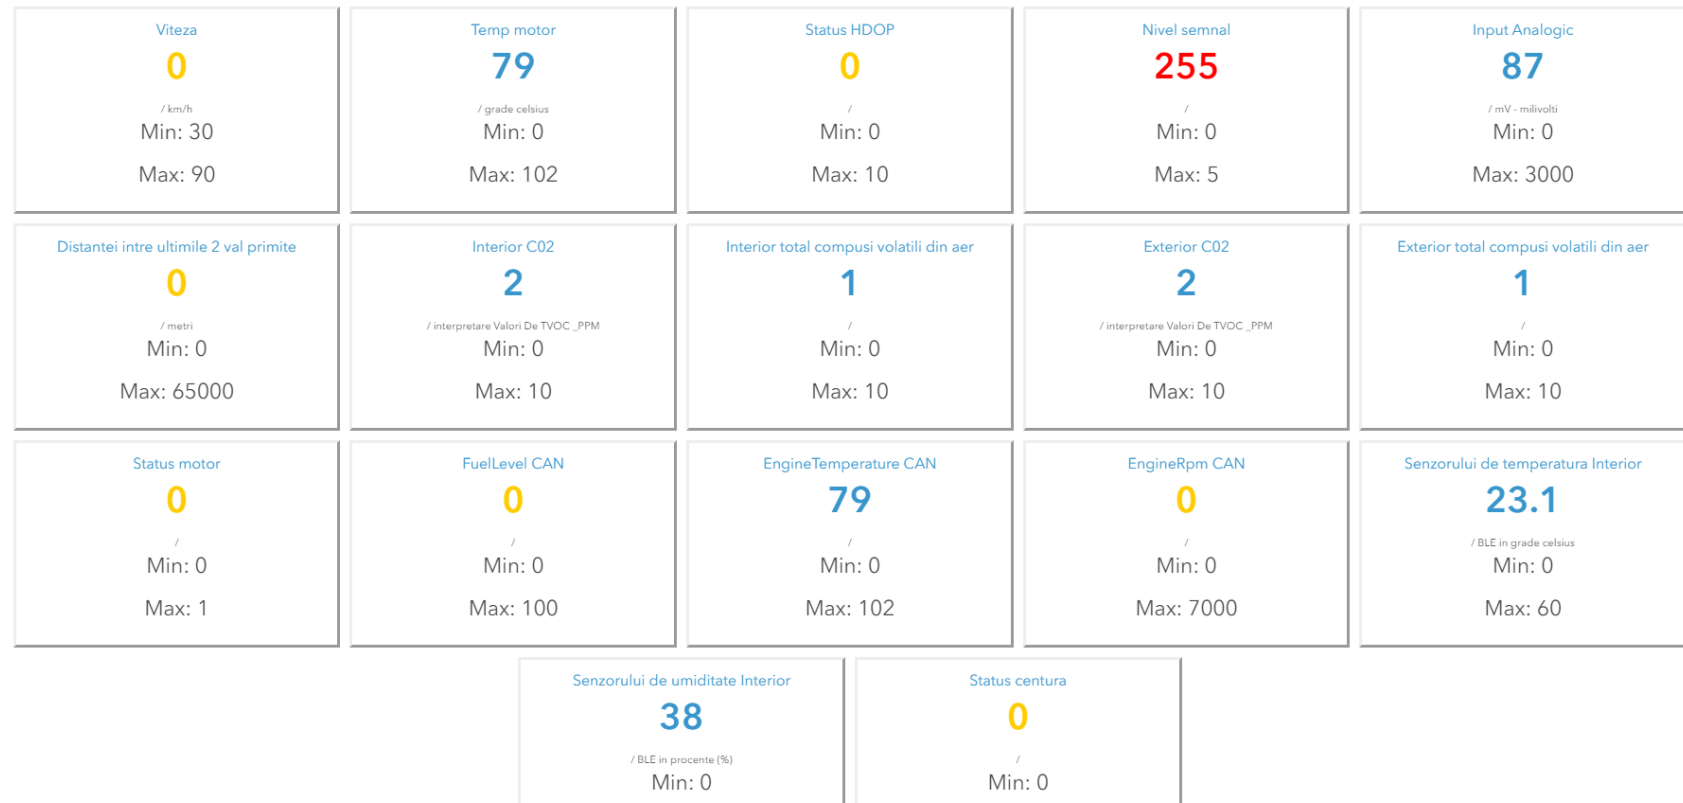 Viteza
0
/ km/h
Min: 30
Max: 90
Temp motor
79
/ grade celsius
Min: 0
Max: 102
Status HDOP
0
/
Min: 0
Max: 10
Nivel semnal
255
/
Min: 0
Max: 5
Input Analogic
87
/ mV - milivolti
Min: 0
Max: 3000
Distantei intre ultimile 2 val primite
0
/ metri
Min: 0
Max: 65000
Interior C02
2
/ interpretare Valori De TVOC _PPM
Min: 0
Max: 10
Interior total compusi volatili din aer
1
/
Min: 0
Max: 10
Exterior C02
2
/ interpretare Valori De TVOC _PPM
Min: 0
Max: 10
Exterior total compusi volatili din aer
1
/
Min: 0
Max: 10
Status motor
0
/
Min: 0
Max: 1
FuelLevel CAN
0
/
Min: 0
Max: 100
EngineTemperature CAN
79
/
Min: 0
Max: 102
EngineRpm CAN
0
/
Min: 0
Max: 7000
Senzorului de temperatura Interior
23.1
/ BLE in grade celsius
Min: 0
Max: 60
Senzorului de umiditate Interior
38
/ BLE in procente (%)
Min: 0
Status centura
0
/
Min: 0